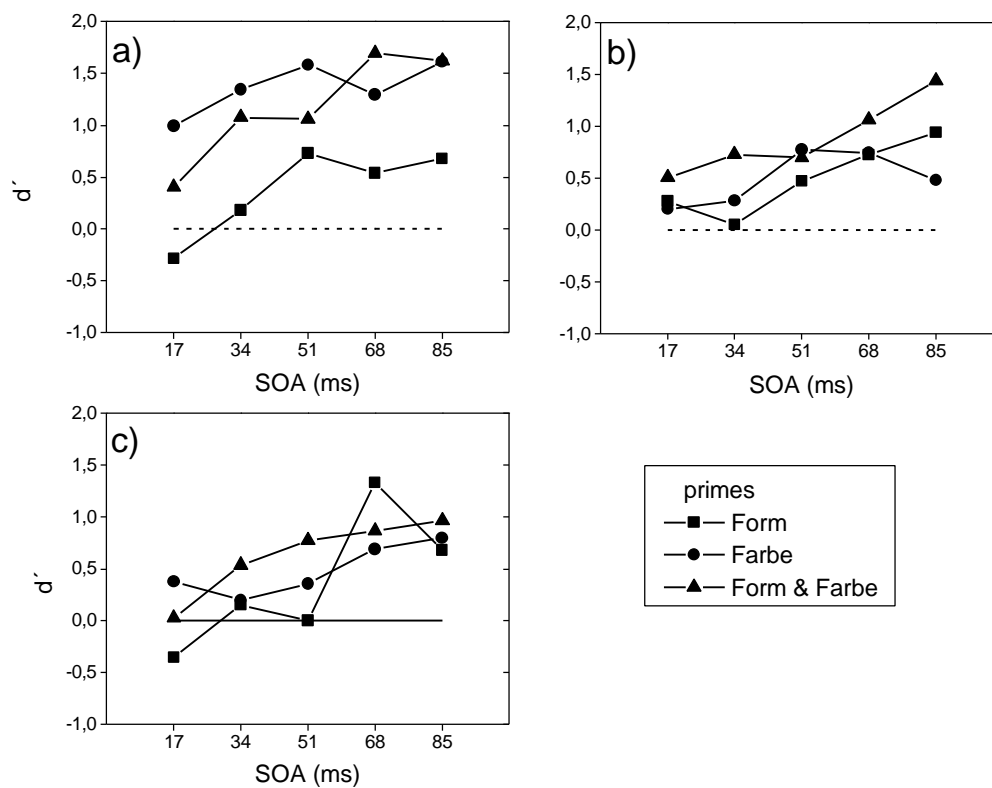 a)
2,0
1,5
1,0
0,5
0,0
-0,5
-1,0
d´
17 34 51 68 85
SOA (ms)
b)
2,0
1,5
1,0
0,5
0,0
-0,5
-1,0
17 34 51 68 85
SOA (ms)
c)
2,0
1,5
1,0
0,5
0,0
-0,5
-1,0
d´
17 34 51 68 85
SOA (ms)
primes
Form
Farbe
Form & Farbe